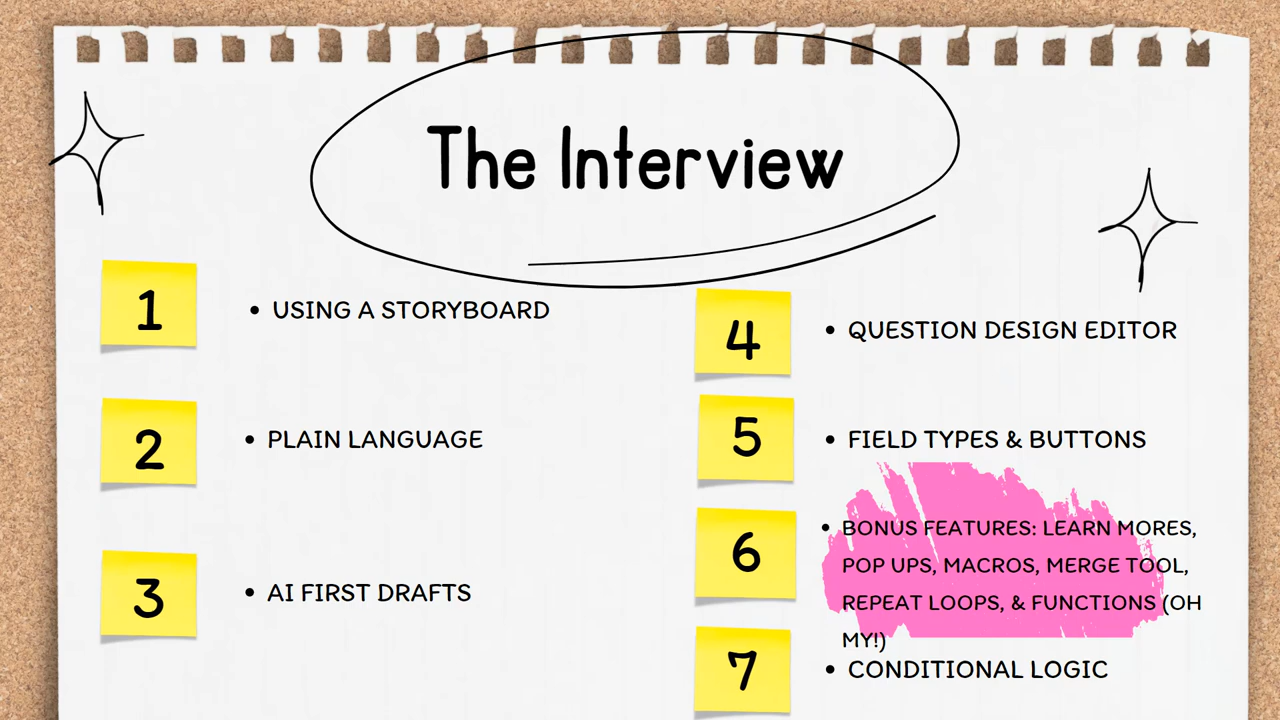 The Interview
1
• USING A STORYBOARD
2
• PLAIN LANGUAGE
3
• AI FIRST DRAFTS
4
• QUESTION DESIGN EDITOR
5
• FIELD TYPES & BUTTONS
6
• BONUS FEATURES: LEARN MORES,
POP UPS, MACROS, MERGE TOOL,
REPEAT LOOPS, & FUNCTIONS (OH
MY!)
7
• CONDITIONAL LOGIC